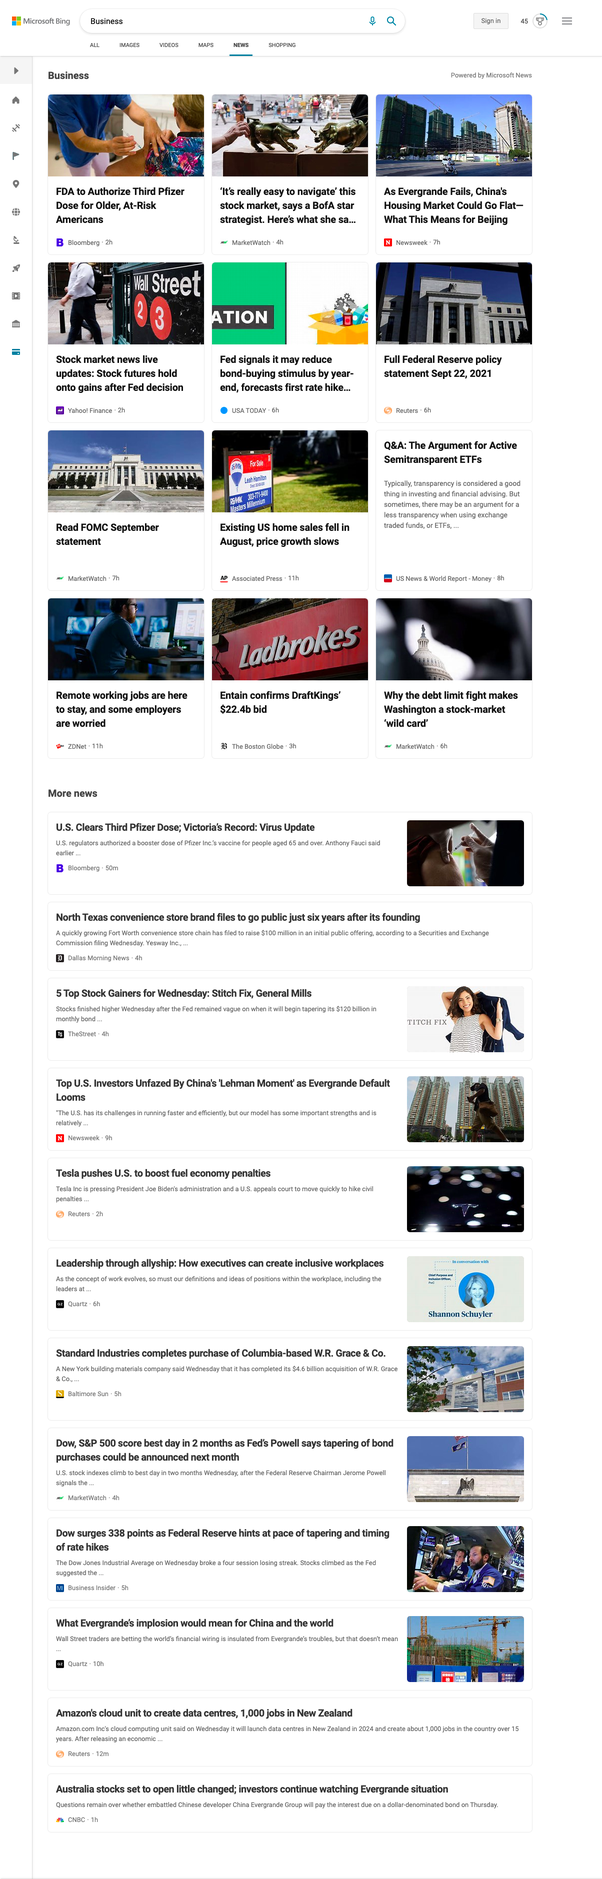 Microsoft Bing
Business
Sign in
45
ALL
IMAGES
VIDEOS
MAPS
NEWS
SHOPPING
Business
Powered by Microsoft News
FDA to Authorize Third Pfizer
Dose for Older, At-Risk
Americans
Bloomberg · 2h
‘It’s really easy to navigate’ this
stock market, says a BofA star
strategist. Here’s what she sa...
MarketWatch · 4h
As Evergrande Fails, China's
Housing Market Could Go Flat—
What This Means for Beijing
Newsweek · 7h
Wall Street
2 3
Stock market news live
updates: Stock futures hold
onto gains after Fed decision
Yahoo! Finance · 2h
ATION
Fed signals it may reduce
bond-buying stimulus by year-
end, forecasts first rate hike...
USA TODAY · 6h
Full Federal Reserve policy
statement Sept 22, 2021
Reuters · 6h
Read FOMC September
statement
MarketWatch · 7h
For Sale
RE/MAX
Existing US home sales fell in
August, price growth slows
Associated Press · 11h
Q&A: The Argument for Active
Semitransparent ETFs
Typically, transparency is considered a good
thing in investing and financial advising. But
sometimes, there may be an argument for a
less transparency when using exchange
traded funds, or ETFs, ...
US News & World Report - Money · 8h
Remote working jobs are here
to stay, and some employers
are worried
ZDNet · 11h
Ladbrokes
Entain confirms DraftKings’
$22.4b bid
The Boston Globe · 3h
Why the debt limit fight makes
Washington a stock-market
‘wild card’
MarketWatch · 6h
More news
U.S. Clears Third Pfizer Dose; Victoria’s Record: Virus Update
U.S. regulators authorized a booster dose of Pfizer Inc.’s vaccine for people aged 65 and over. Anthony Fauci said
earlier ...
Bloomberg · 50m
North Texas convenience store brand files to go public just six years after its founding
A quickly growing Fort Worth convenience store chain has filed to raise $100 million in an initial public offering, according to a Securities and Exchange
Commission filing Wednesday. Yesway Inc., ...
Dallas Morning News · 4h
5 Top Stock Gainers for Wednesday: Stitch Fix, General Mills
Stocks finished higher Wednesday after the Fed remained vague on when it will begin tapering its $120 billion in
monthly bond ...
TheStreet · 4h
TITCH FIX
Top U.S. Investors Unfazed By China's 'Lehman Moment' as Evergrande Default
Looms
"The U.S. has its challenges in running faster and efficiently, but our model has some important strengths and is
relatively ...
Newsweek · 9h
Tesla pushes U.S. to boost fuel economy penalties
Tesla Inc is pressing President Joe Biden's administration and a U.S. appeals court to move quickly to hike civil
penalties ...
Reuters · 2h
Leadership through allyship: How executives can create inclusive workplaces
As the concept of work evolves, so must our definitions and ideas of positions within the workplace, including the
leaders at ...
Quartz · 6h
In conversation with
Shannon Schuyler
Standard Industries completes purchase of Columbia-based W.R. Grace & Co.
A New York building materials company said Wednesday that it has completed its $4.6 billion acquisition of W.R. Grace
& Co., ...
Baltimore Sun · 5h
Dow, S&P 500 score best day in 2 months as Fed’s Powell says tapering of bond
purchases could be announced next month
U.S. stock indexes climb to best day in two months Wednesday, after the Federal Reserve Chairman Jerome Powell
signals the ...
MarketWatch · 4h
Dow surges 338 points as Federal Reserve hints at pace of tapering and timing
of rate hikes
The Dow Jones Industrial Average on Wednesday broke a four session losing streak. Stocks climbed as the Fed
suggested the ...
Business Insider · 5h
What Evergrande’s implosion would mean for China and the world
Wall Street traders are betting the world’s financial wiring is insulated from Evergrande’s troubles, but that doesn’t mean
...
Quartz · 10h
Amazon's cloud unit to create data centres, 1,000 jobs in New Zealand
Amazon.com Inc's cloud computing unit said on Wednesday it will launch data centres in New Zealand in 2024 and create about 1,000 jobs in the country over 15
years. After releasing an economic ...
Reuters · 12m
Australia stocks set to open little changed; investors continue watching Evergrande situation
Questions remain over whether embattled Chinese developer China Evergrande Group will pay the interest due on a dollar-denominated bond on Thursday.
CNBC · 1h